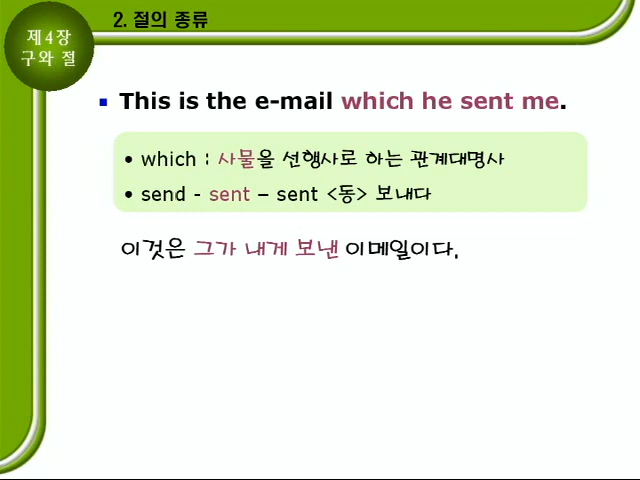 제4장
구와 절
2. 절의 종류
This is the e-mail which he sent me.
• which : 사물을 선행사로 하는 관계대명사
• send - sent – sent <동> 보내다
이것은 그가 내게 보낸 이메일이다.